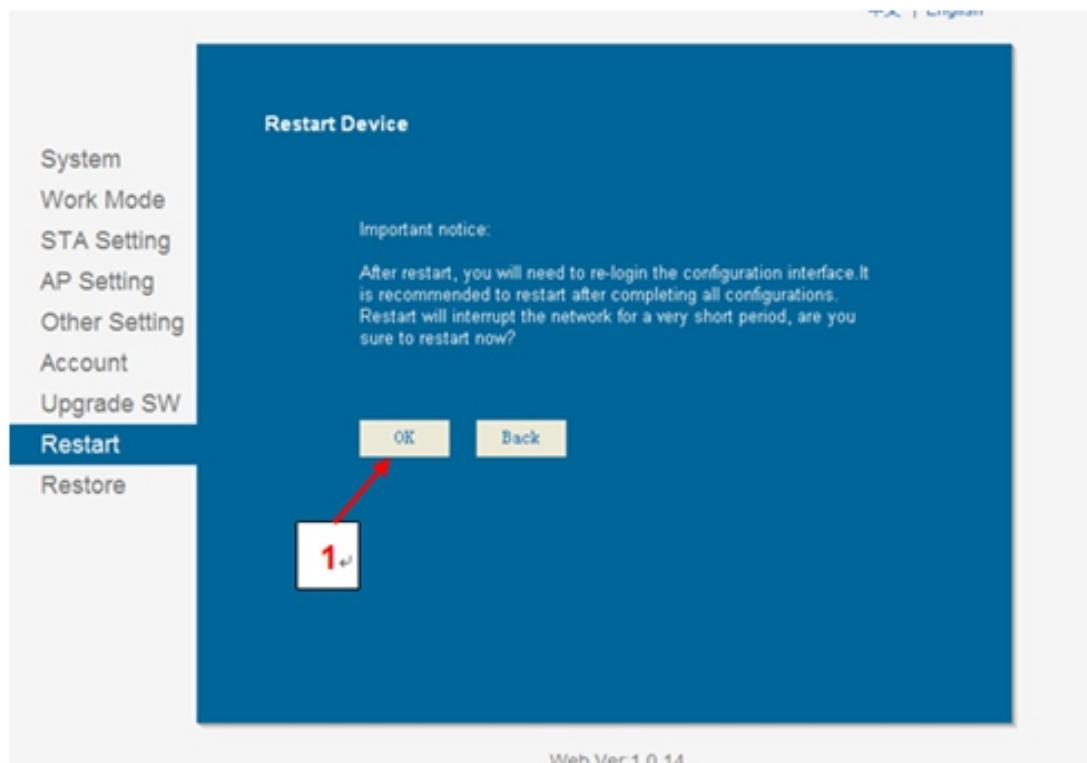 中文 | English
Restart Device
System
Work Mode
STA Setting
AP Setting
Other Setting
Account
Upgrade SW
Restart
Restore
Important notice:
After restart, you will need to re-login the configuration interface.It
is recommended to restart after completing all configurations.
Restart will interrupt the network for a very short period, are you
sure to restart now?
OK Back
1
Web Ver:1.0.14